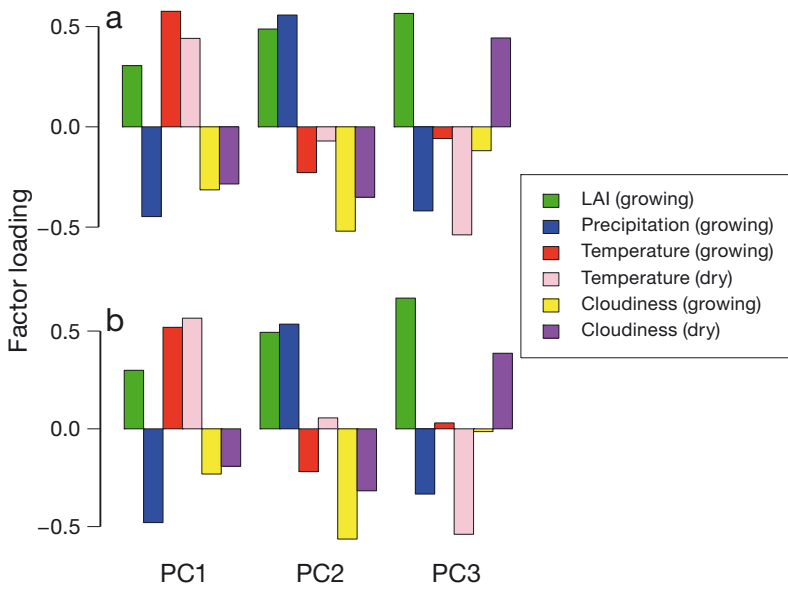 a
0.5
0.0
−0.5
b
0.5
0.0
−0.5
Factor loading
PC1 PC2 PC3
LAI (growing)
Precipitation (growing)
Temperature (growing)
Temperature (dry)
Cloudiness (growing)
Cloudiness (dry)